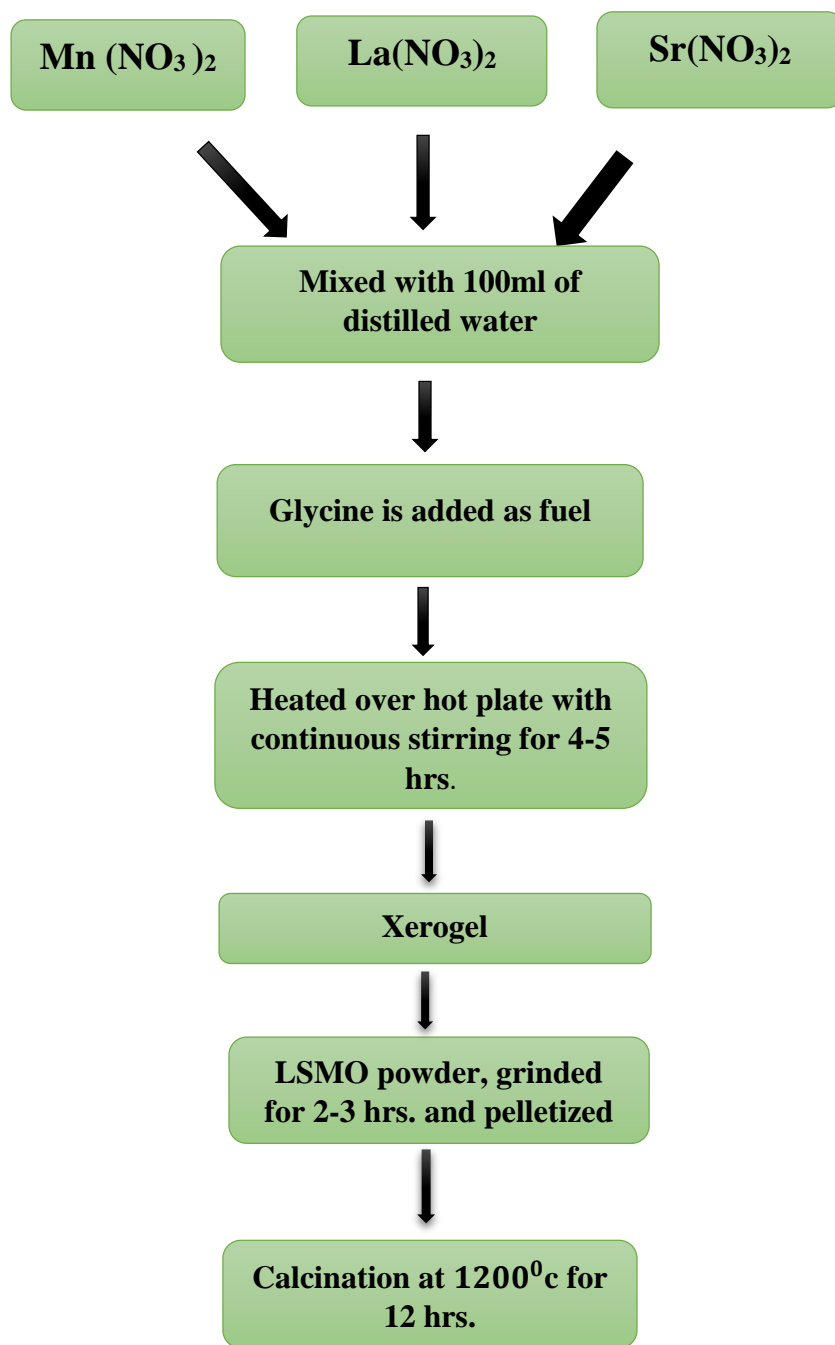 Mn (NO₃ )₂
La(NO₃)₂
Sr(NO₃)₂
Mixed with 100ml of
distilled water
Glycine is added as fuel
Heated over hot plate with
continuous stirring for 4-5
hrs.
Xerogel
LSMO powder, grinded
for 2-3 hrs. and pelletized
Calcination at 1200⁰c for
12 hrs.